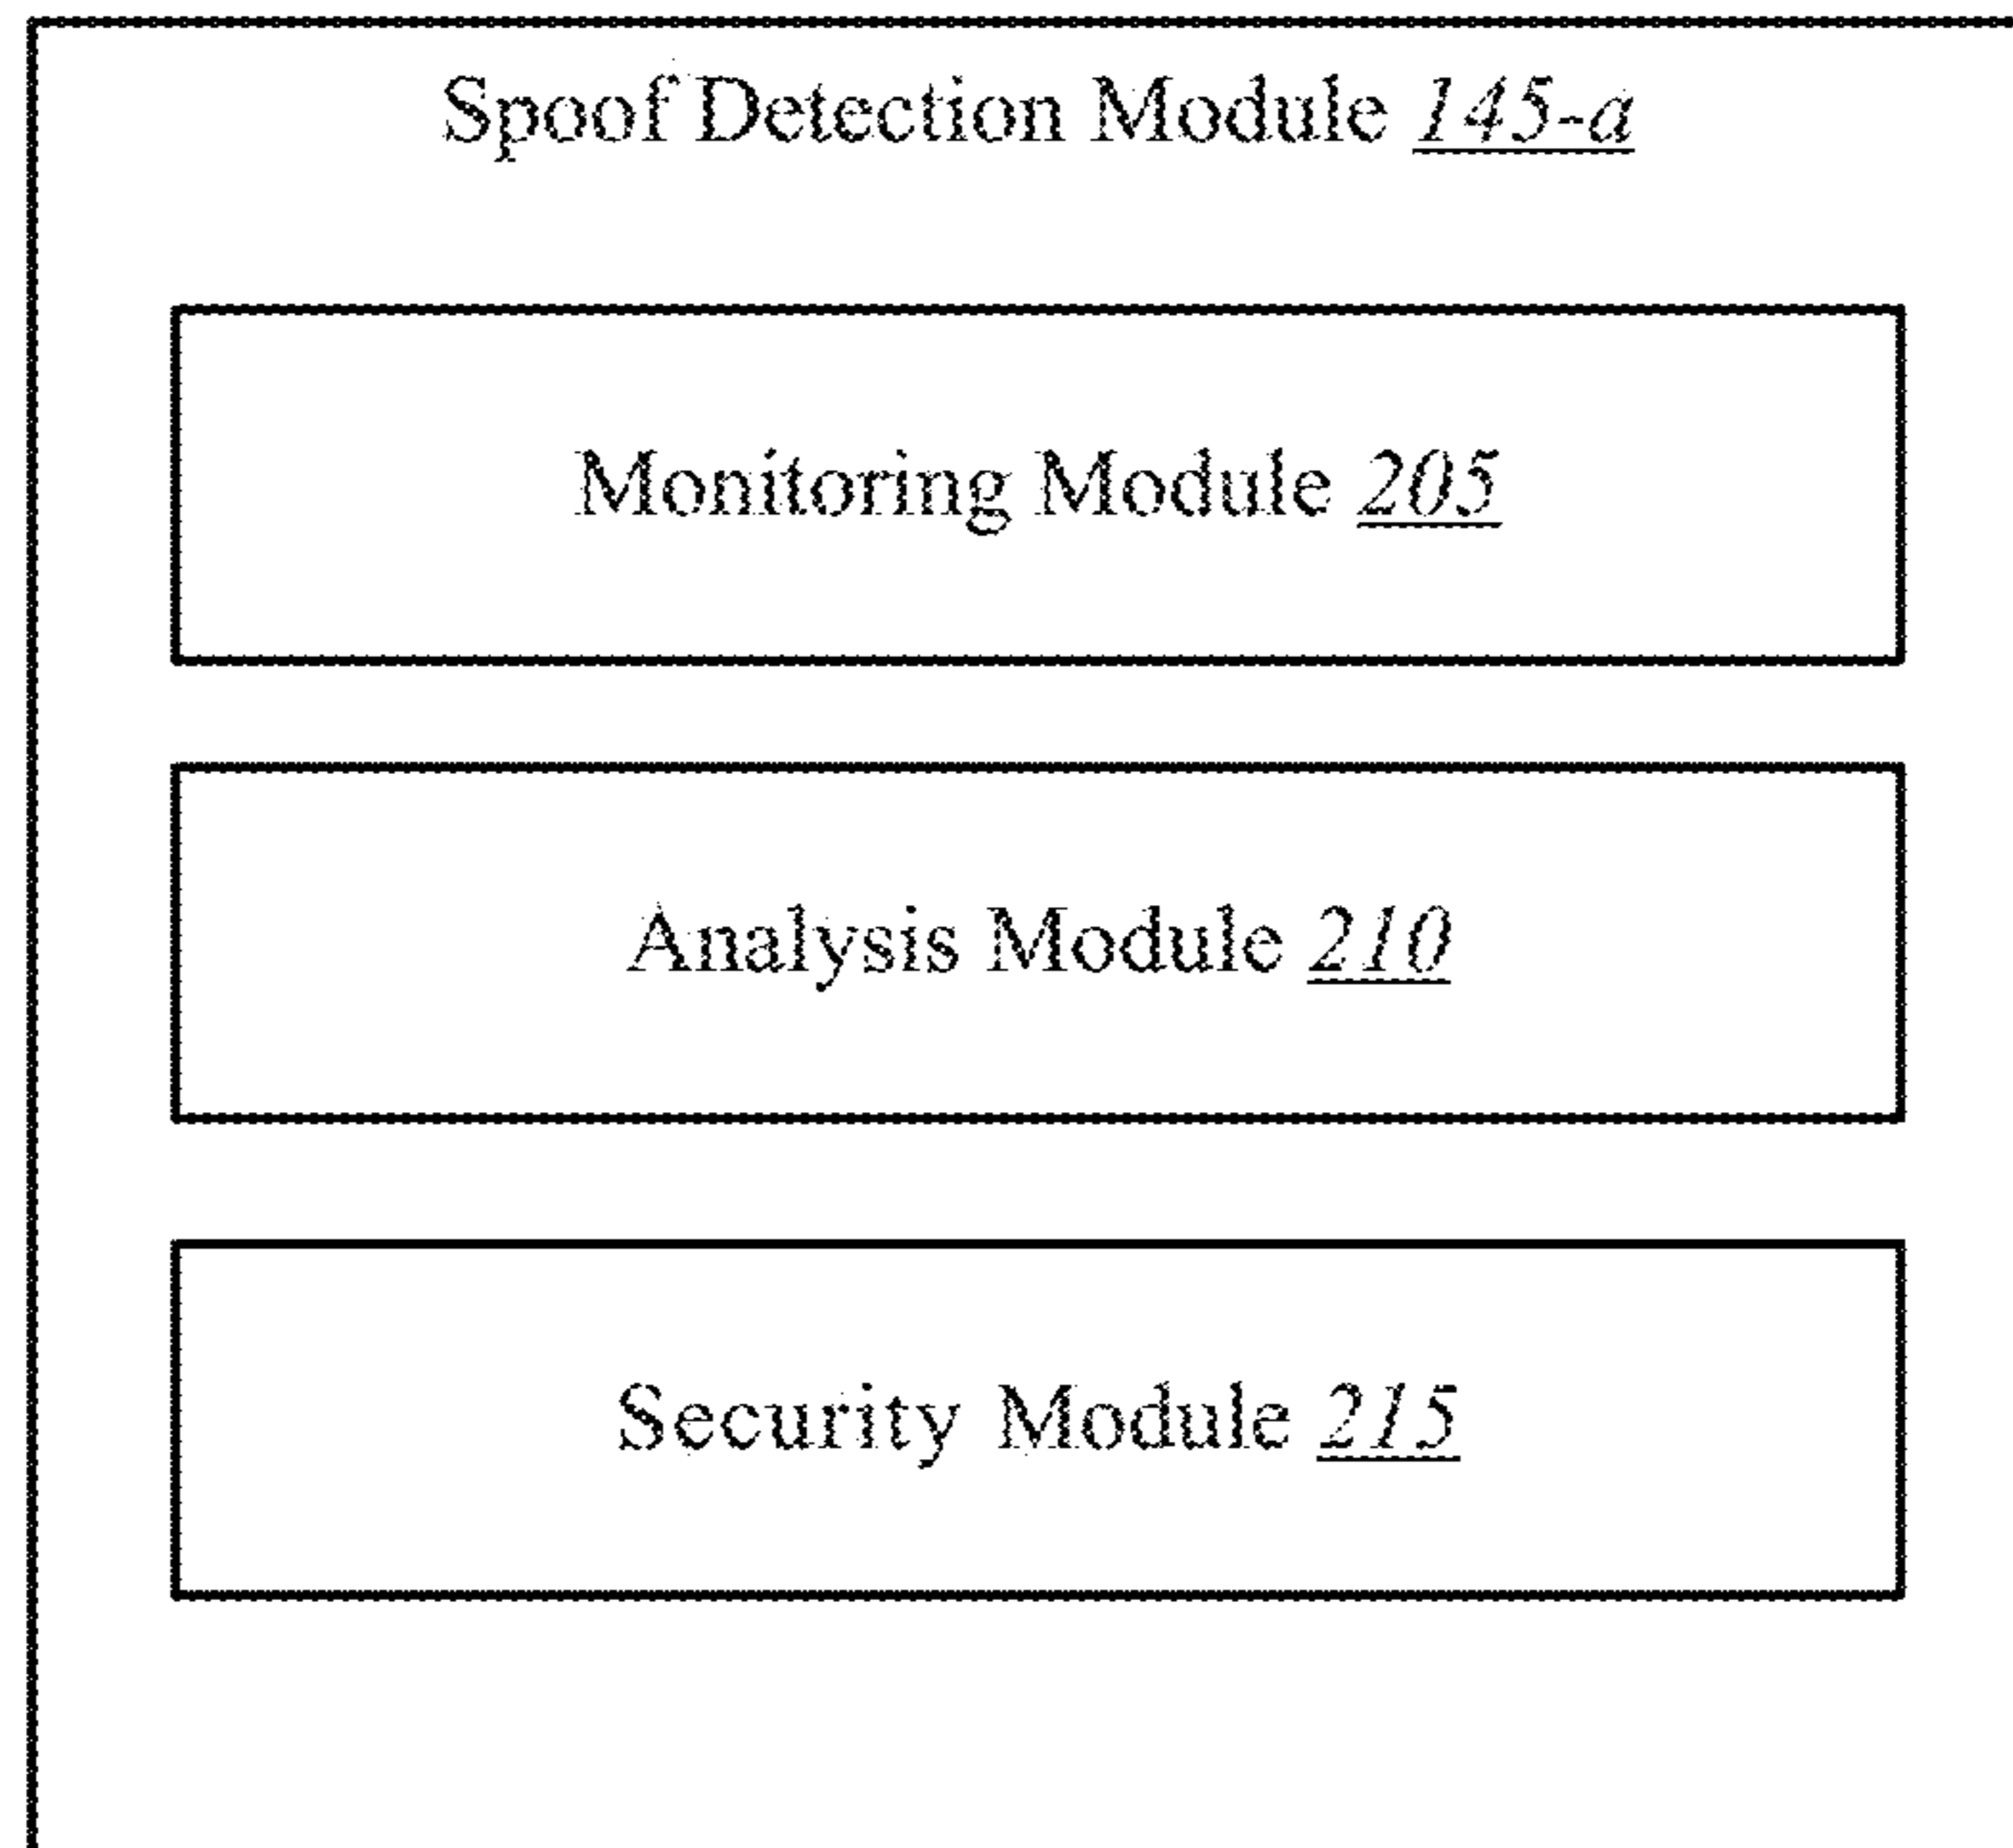 Spoof Detection Module 145-a
Monitoring Module 205
Analysis Module 210
Security Module 215